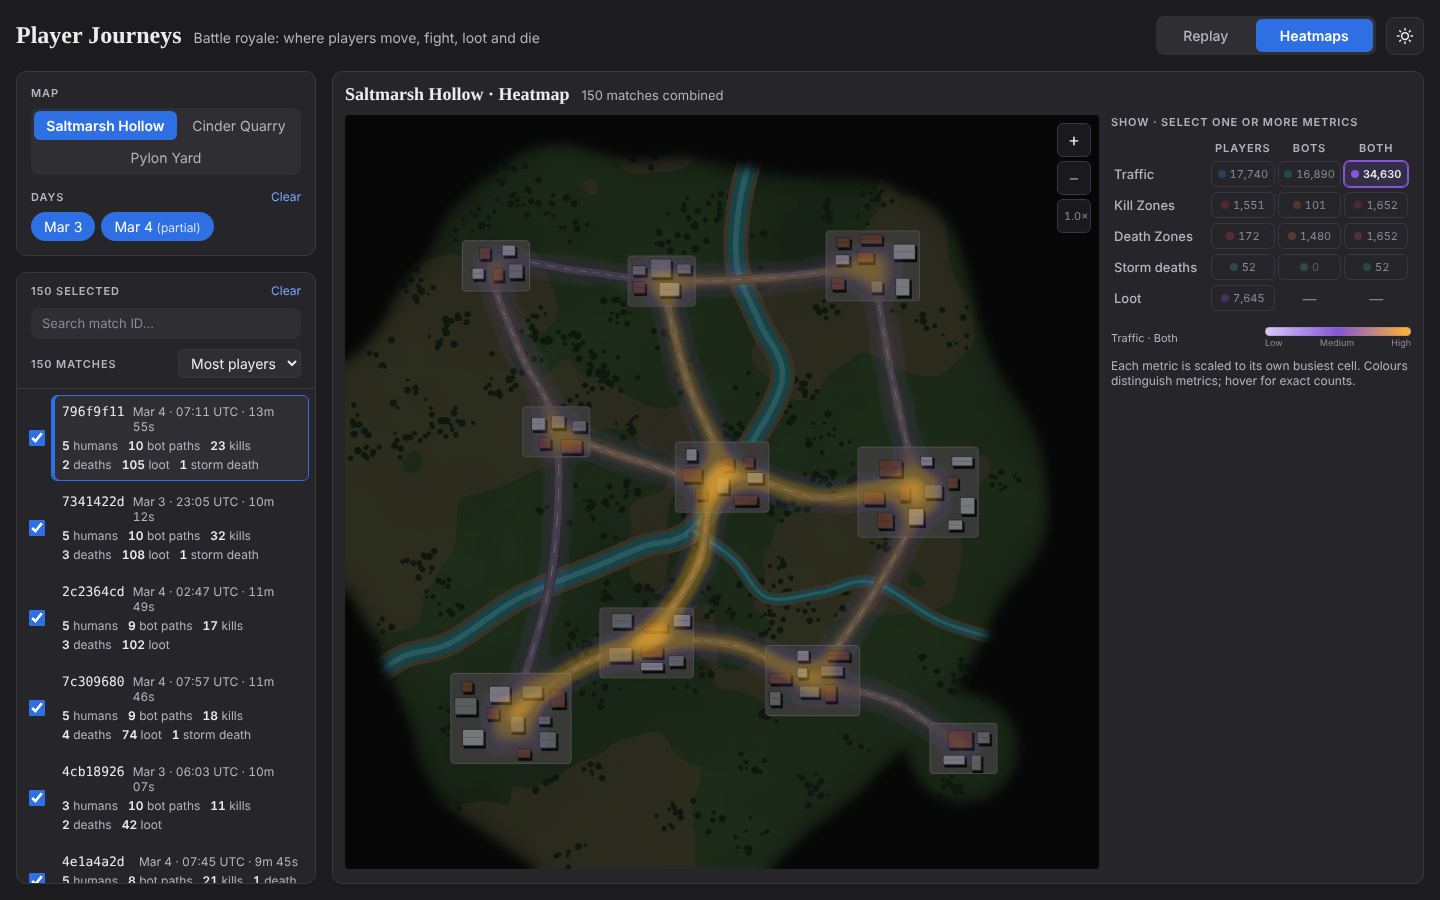 Player Journeys Battle royale: where players move, fight, loot and die
Replay Heatmaps
MAP
Saltmarsh Hollow Cinder Quarry
Pylon Yard
DAYS Clear
Mar 3 Mar 4 (partial)
150 SELECTED Clear
Search match ID...
150 MATCHES Most players
796f9f11 Mar 4 · 07:11 UTC · 13m
55s
5 humans 10 bot paths 23 kills
2 deaths 105 loot 1 storm death
7341422d Mar 3 · 23:05 UTC · 10m
12s
5 humans 10 bot paths 32 kills
3 deaths 108 loot 1 storm death
2c2364cd Mar 4 · 02:47 UTC · 11m
49s
5 humans 9 bot paths 17 kills
3 deaths 102 loot
7c309680 Mar 4 · 07:57 UTC · 11m
46s
5 humans 9 bot paths 18 kills
4 deaths 74 loot 1 storm death
4cb18926 Mar 3 · 06:03 UTC · 10m
07s
3 humans 10 bot paths 11 kills
2 deaths 42 loot
4e1a4a2d Mar 4 · 07:45 UTC · 9m 45s
5 humans 8 bot paths 21 kills 1 death
Saltmarsh Hollow · Heatmap 150 matches combined
+
−
1.0×
SHOW · SELECT ONE OR MORE METRICS
PLAYERS BOTS BOTH
Traffic 17,740 16,890 34,630
Kill Zones 1,551 101 1,652
Death Zones 172 1,480 1,652
Storm deaths 52 0 52
Loot 7,645 — —
Traffic · Both
Low Medium High
Each metric is scaled to its own busiest cell. Colours
distinguish metrics; hover for exact counts.